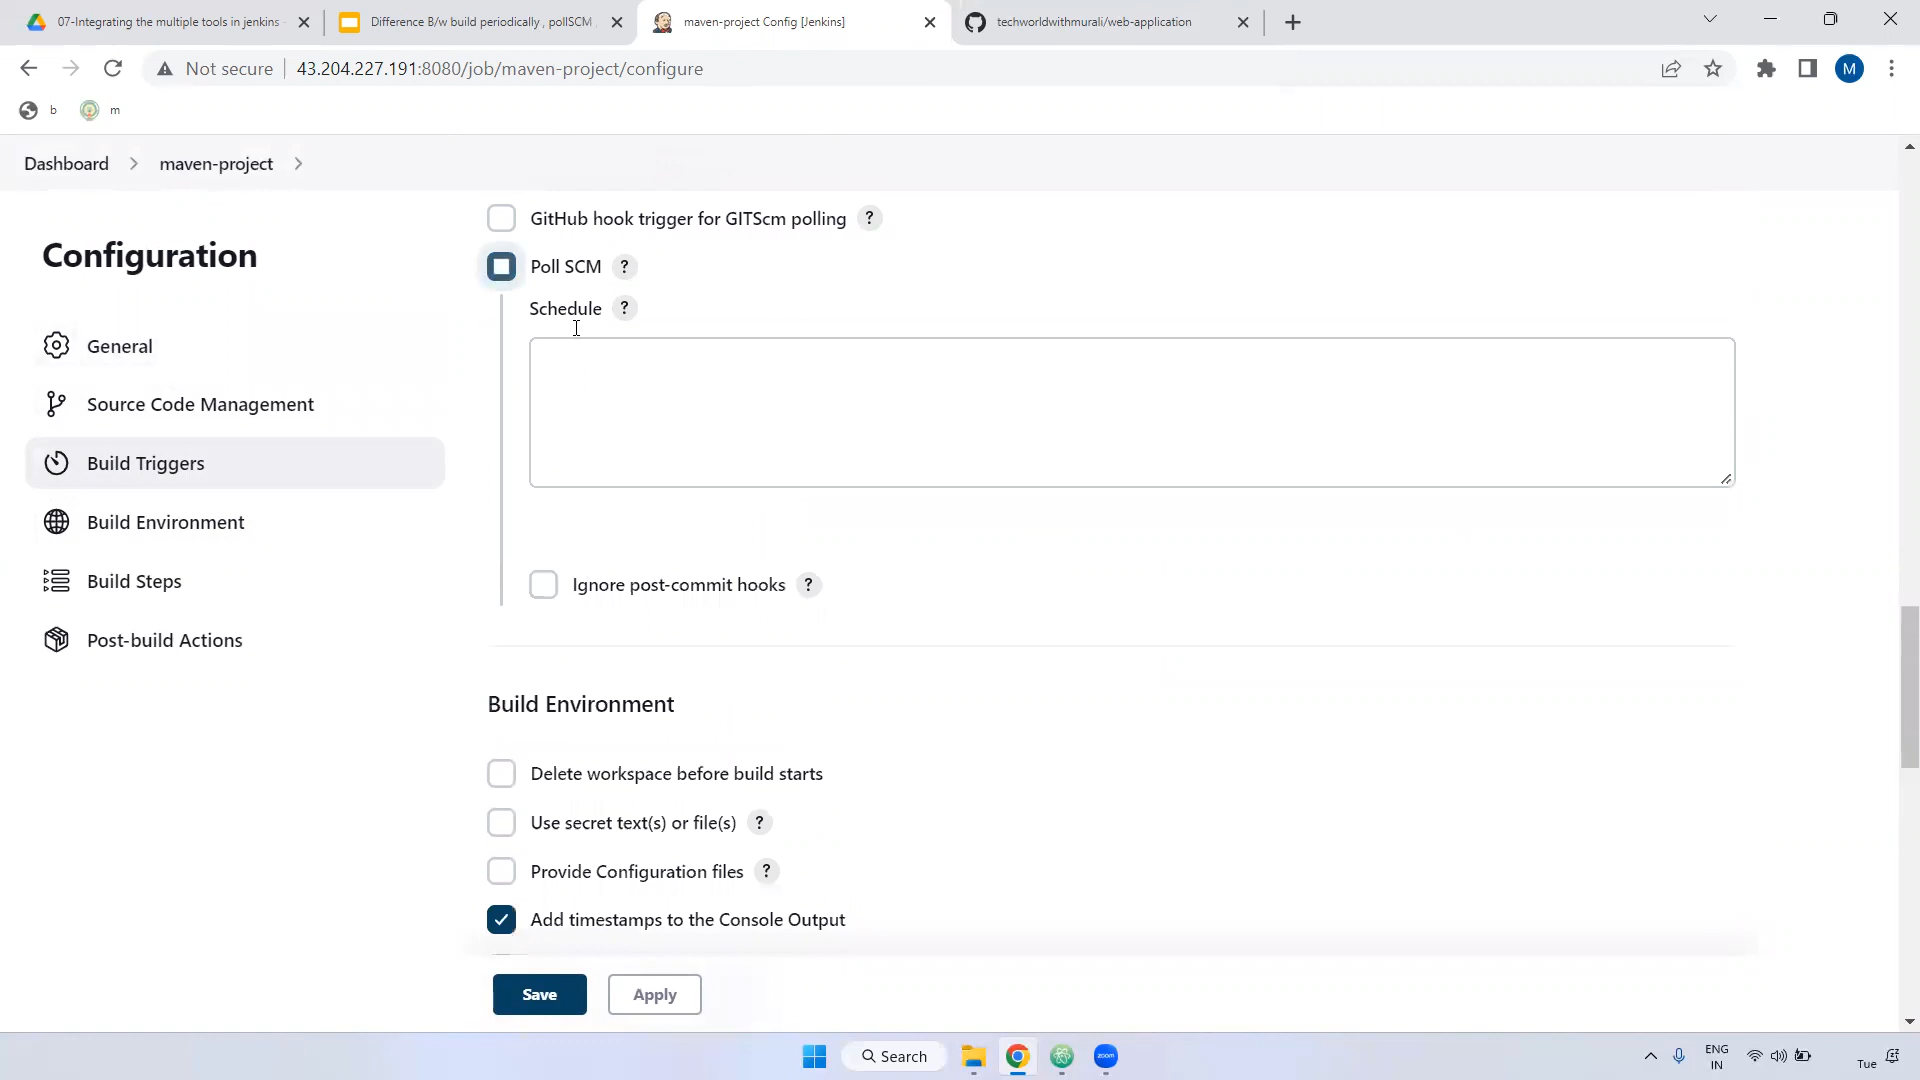 07-Integrating the multiple tools in jenkins
Difference B/w build periodically , pollSCM ,
maven-project Config [Jenkins]
techworldwithmurali/web-application
Not secure
43.204.227.191:8080/job/maven-project/configure
M
b
m
Dashboard
maven-project
Configuration
General
Source Code Management
Build Triggers
Build Environment
Build Steps
Post-build Actions
GitHub hook trigger for GITScm polling ?
Poll SCM ?
Schedule ?
Ignore post-commit hooks ?
Build Environment
Delete workspace before build starts
Use secret text(s) or file(s) ?
Provide Configuration files ?
Add timestamps to the Console Output
Save
Apply
Search
zoom
ENG
IN
Tue